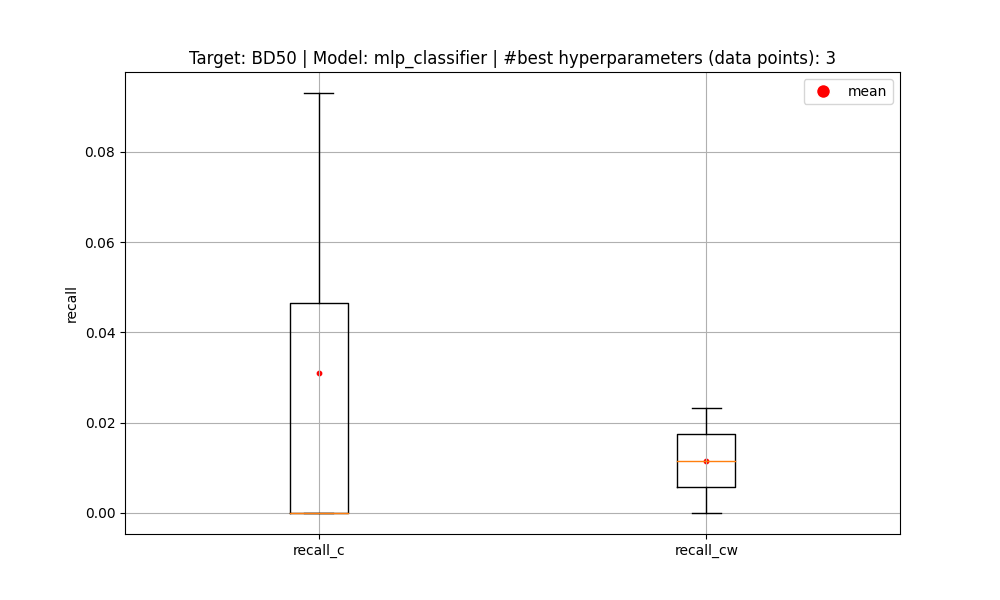 Target: BD50 | Model: mlp_classifier | #best hyperparameters (data points): 3
mean
0.08
0.06
0.04
0.02
0.00
recall
recall_c
recall_cw